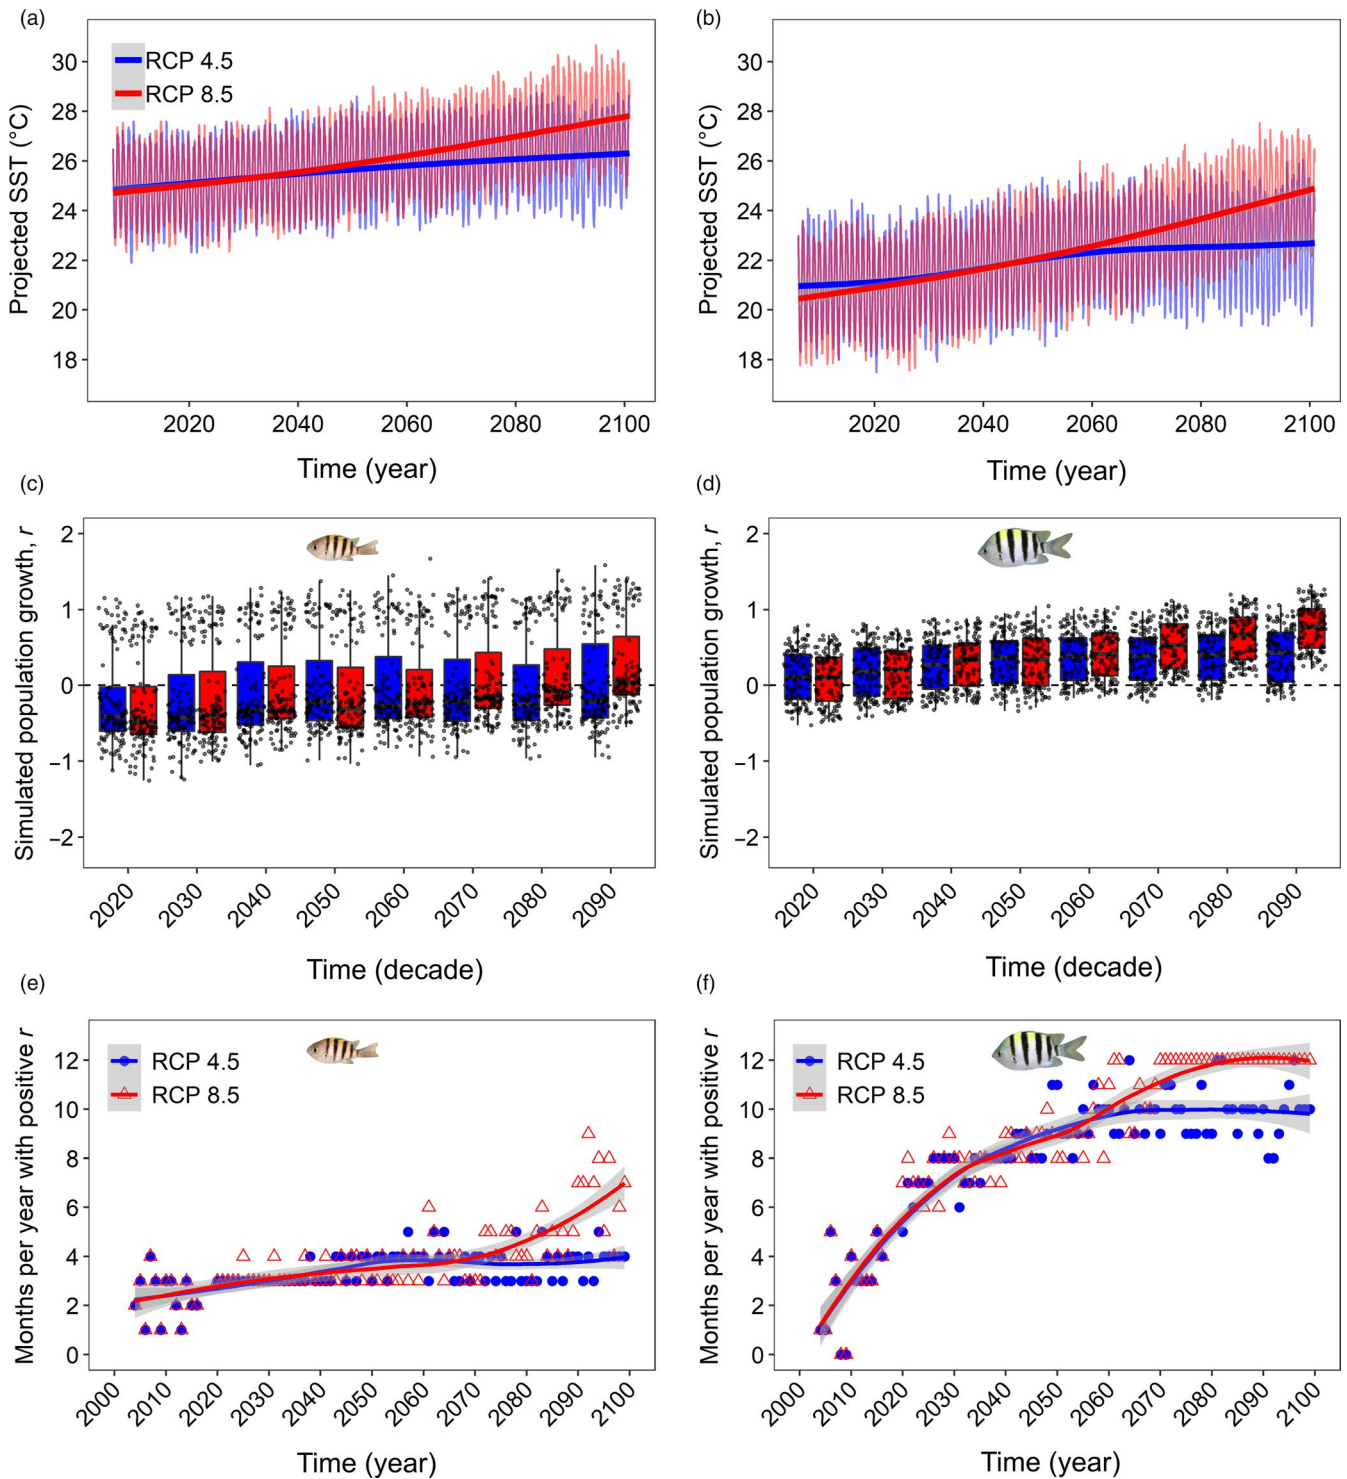 (a)
(b)
30
28
26
24
22
20
18
Projected SST (°C)
RCP 4.5
RCP 8.5
2020 2040 2060 2080 2100
Time (year)
30
28
26
24
22
20
18
Projected SST (°C)
2020 2040 2060 2080 2100
Time (year)
(c)
(d)
2
1
0
−1
−2
Simulated population growth, r
2020 2030 2040 2050 2060 2070 2080 2090
Time (decade)
2
1
0
−1
−2
Simulated population growth, r
2020 2030 2040 2050 2060 2070 2080 2090
Time (decade)
(e)
(f)
12
10
8
6
4
2
0
Months per year with positive r
RCP 4.5
RCP 8.5
2000 2010 2020 2030 2040 2050 2060 2070 2080 2090 2100
Time (year)
12
10
8
6
4
2
0
Months per year with positive r
RCP 4.5
RCP 8.5
2000 2010 2020 2030 2040 2050 2060 2070 2080 2090 2100
Time (year)